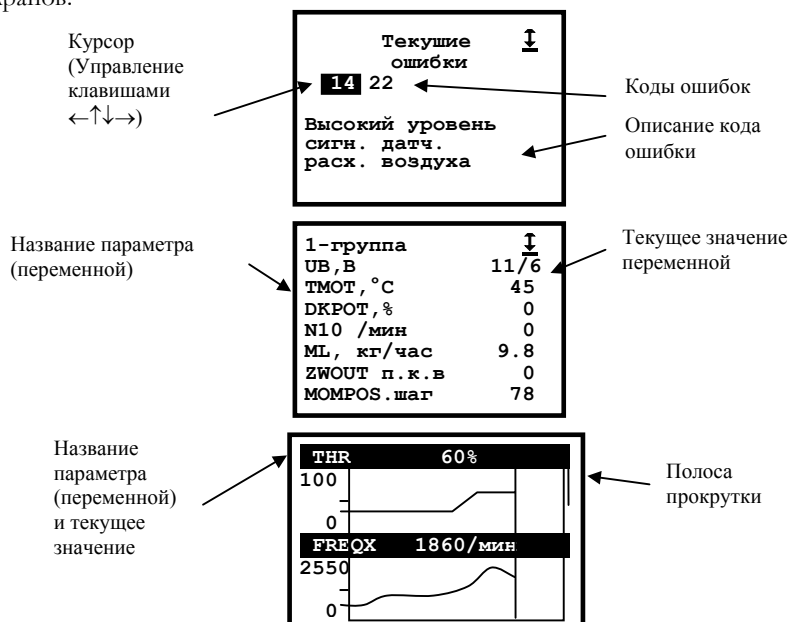 Курсор
(Управление
клавишами
←↑↓→)
Текушие
ошибки
14 22
Высокий уровень
сигн. датч.
расх. воздуха
Коды ошибок
Описание кода
ошибки
Название параметра
(переменной)
1-группа
UB,В 11/6
TMOT,°C 45
DKPOT,% 0
N10 /мин 0
ML, кг/час 9.8
ZWOUT п.к.в 0
MOMPOS.шаг 78
Текущее значение
переменной
Название
параметра
(переменной)
и текущее
значение
THR 60%
100
0
FREQX 1860/мин
2550
0
Полоса
прокрутки